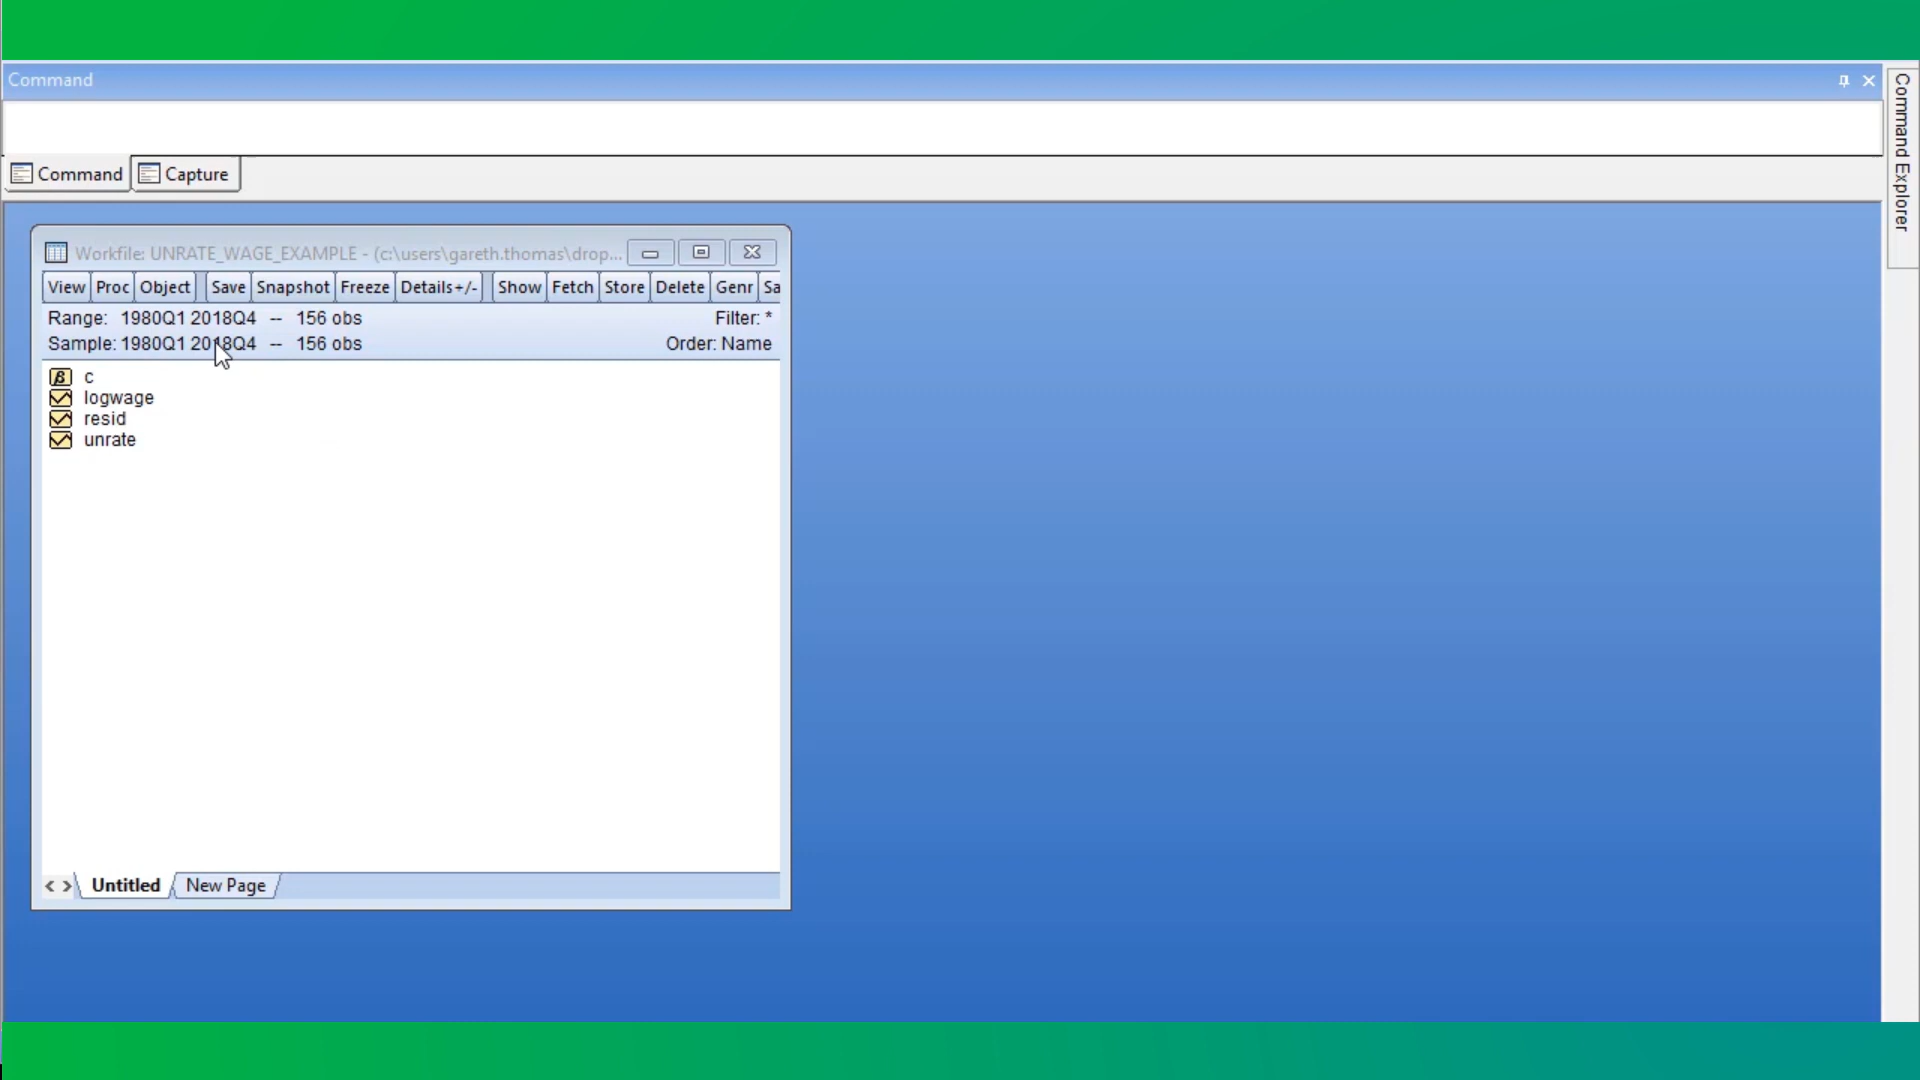 Command
Command Explorer
Command Capture
Workfile: UNRATE_WAGE_EXAMPLE - (c:\users\gareth.thomas\drop...
View Proc Object Save Snapshot Freeze Details+/- Show Fetch Store Delete Genr Sa
Range: 1980Q1 2018Q4 -- 156 obs Filter: *
Sample: 1980Q1 2018Q4 -- 156 obs Order: Name
β c
logwage
resid
unrate
< > Untitled New Page